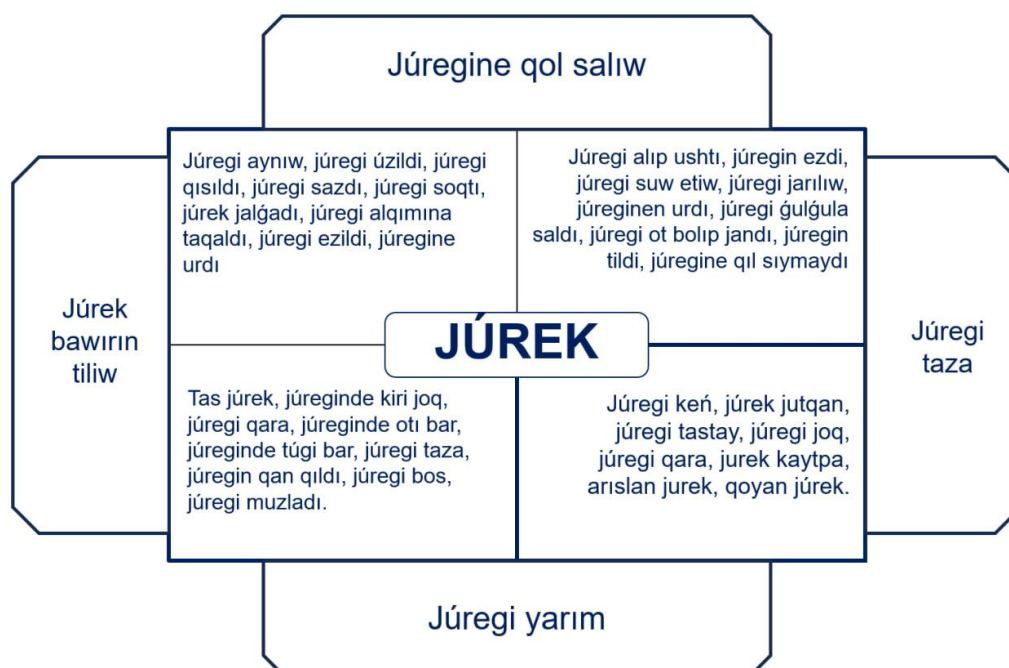 Júregine qol salıw
Júregi aynıw, júregi úzildi, júregi
qısıldı, júregi sazdı, júregi soqtı,
júrek jalǵadı, júregi alqımına
taqaldı, júregi ezildi, júregine
urdı
Júregi alıp ushtı, júregin ezdi,
júregi suw etiw, júregi jarılıw,
júreginen urdı, júregi ǵulǵula
saldı, júregi ot bolıp jandı, júregin
tildi, júregine qıl sıymaydı
Júrek
bawırın
tiliw
JÚREK
Júregi
taza
Tas júrek, júreginde kiri joq,
júregi qara, júreginde otı bar,
júreginde túgi bar, júregi taza,
júregin qan qıldı, júregi bos,
júregi muzladı.
Júregi keń, júrek jutqan,
júregi tastay, júregi joq,
júregi qara, jurek kaytpa,
arıslan jurek, qoyan júrek.
Júregi yarım